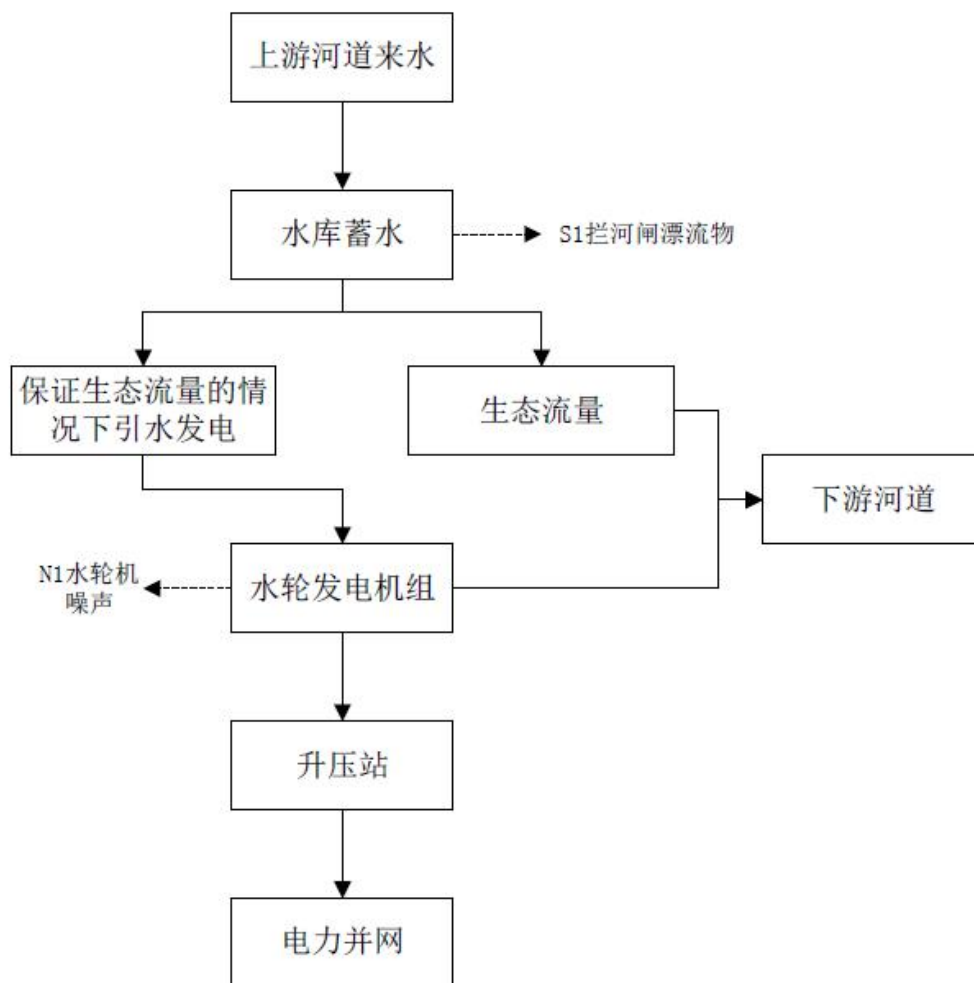 上游河道来水
水库蓄水
S1拦河闸漂流物
保证生态流量的情
况下引水发电
生态流量
下游河道
N1水轮机
噪声
水轮发电机组
升压站
电力并网